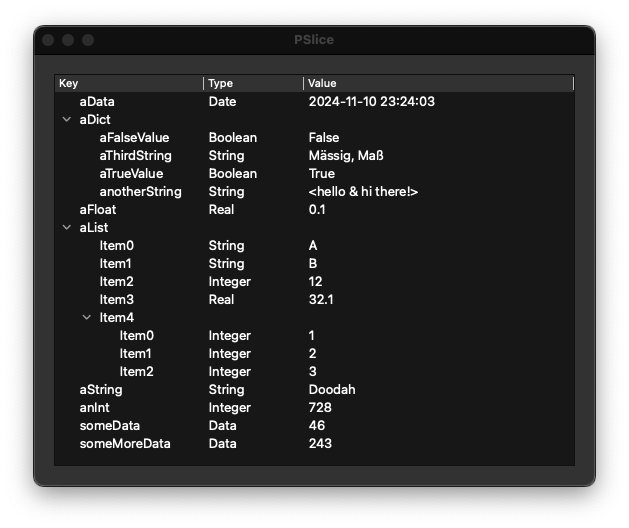 PSlice
Key Type Value
aData Date 2024-11-10 23:24:03
aDict
aFalseValue Boolean False
aThirdString String Mässig, Maß
aTrueValue Boolean True
anotherString String <hello & hi there!>
aFloat Real 0.1
aList
Item0 String A
Item1 String B
Item2 Integer 12
Item3 Real 32.1
Item4
Item0 Integer 1
Item1 Integer 2
Item2 Integer 3
aString String Doodah
anInt Integer 728
someData Data 46
someMoreData Data 243